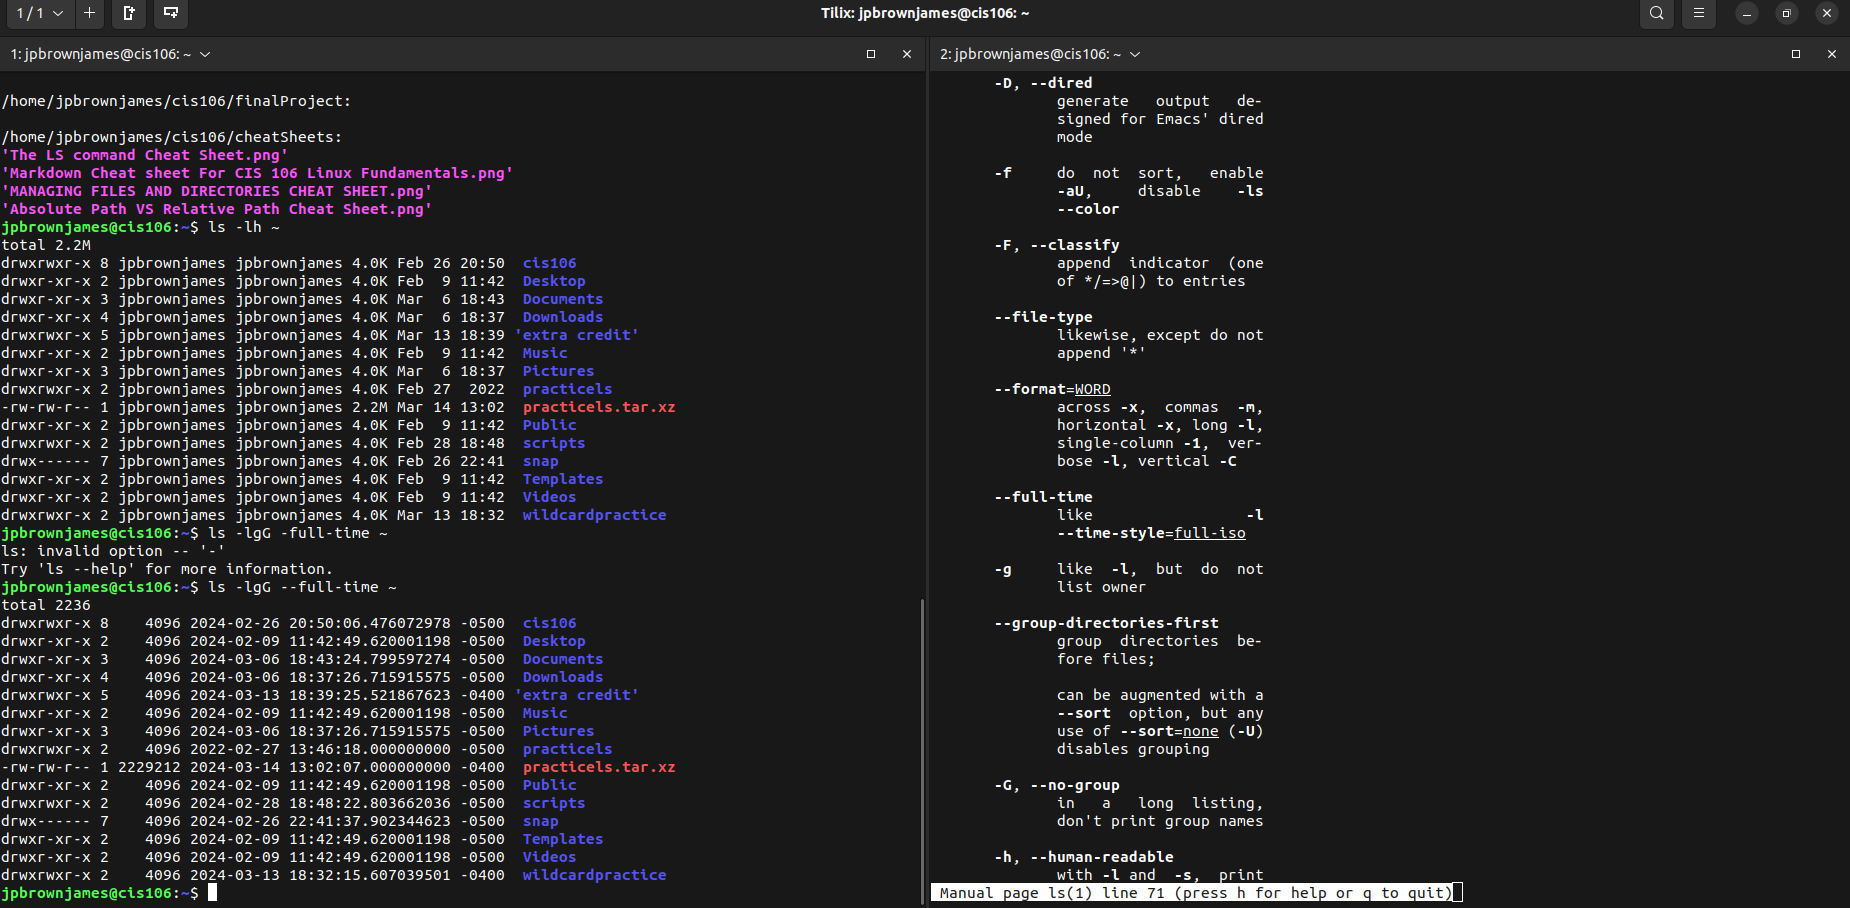 1 / 1
Tilix: jpbrownjames@cis106: ~
1: jpbrownjames@cis106: ~
/home/jpbrownjames/cis106/finalProject:
/home/jpbrownjames/cis106/cheatSheets:
'The LS command Cheat Sheet.png'
'Markdown Cheat sheet For CIS 106 Linux Fundamentals.png'
'MANAGING FILES AND DIRECTORIES CHEAT SHEET.png'
'Absolute Path VS Relative Path Cheat Sheet.png'
jpbrownjames@cis106:~$ ls -lh ~
total 2.2M
drwxrwxr-x 8 jpbrownjames jpbrownjames 4.0K Feb 26 20:50  cis106
drwxr-xr-x 2 jpbrownjames jpbrownjames 4.0K Feb  9 11:42  Desktop
drwxr-xr-x 3 jpbrownjames jpbrownjames 4.0K Mar  6 18:43  Documents
drwxr-xr-x 4 jpbrownjames jpbrownjames 4.0K Mar  6 18:37  Downloads
drwxrwxr-x 5 jpbrownjames jpbrownjames 4.0K Mar 13 18:39 'extra credit'
drwxr-xr-x 2 jpbrownjames jpbrownjames 4.0K Feb  9 11:42  Music
drwxr-xr-x 3 jpbrownjames jpbrownjames 4.0K Mar  6 18:37  Pictures
drwxrwxr-x 2 jpbrownjames jpbrownjames 4.0K Feb 27  2022  practicels
-rw-rw-r-- 1 jpbrownjames jpbrownjames 2.2M Mar 14 13:02  practicels.tar.xz
drwxr-xr-x 2 jpbrownjames jpbrownjames 4.0K Feb  9 11:42  Public
drwxrwxr-x 2 jpbrownjames jpbrownjames 4.0K Feb 28 18:48  scripts
drwx------ 7 jpbrownjames jpbrownjames 4.0K Feb 26 22:41  snap
drwxr-xr-x 2 jpbrownjames jpbrownjames 4.0K Feb  9 11:42  Templates
drwxr-xr-x 2 jpbrownjames jpbrownjames 4.0K Feb  9 11:42  Videos
drwxrwxr-x 2 jpbrownjames jpbrownjames 4.0K Mar 13 18:32  wildcardpractice
jpbrownjames@cis106:~$ ls -lgG -full-time ~
ls: invalid option -- '-'
Try 'ls --help' for more information.
jpbrownjames@cis106:~$ ls -lgG --full-time ~
total 2236
drwxrwxr-x 8    4096 2024-02-26 20:50:06.476072978 -0500  cis106
drwxr-xr-x 2    4096 2024-02-09 11:42:49.620001198 -0500  Desktop
drwxr-xr-x 3    4096 2024-03-06 18:43:24.799597274 -0500  Documents
drwxr-xr-x 4    4096 2024-03-06 18:37:26.715915575 -0500  Downloads
drwxrwxr-x 5    4096 2024-03-13 18:39:25.521867623 -0400 'extra credit'
drwxr-xr-x 2    4096 2024-02-09 11:42:49.620001198 -0500  Music
drwxr-xr-x 3    4096 2024-03-06 18:37:26.715915575 -0500  Pictures
drwxrwxr-x 2    4096 2022-02-27 13:46:18.000000000 -0500  practicels
-rw-rw-r-- 1 2229212 2024-03-14 13:02:07.000000000 -0400  practicels.tar.xz
drwxr-xr-x 2    4096 2024-02-09 11:42:49.620001198 -0500  Public
drwxrwxr-x 2    4096 2024-02-28 18:48:22.803662036 -0500  scripts
drwx------ 7    4096 2024-02-26 22:41:37.902344623 -0500  snap
drwxr-xr-x 2    4096 2024-02-09 11:42:49.620001198 -0500  Templates
drwxr-xr-x 2    4096 2024-02-09 11:42:49.620001198 -0500  Videos
drwxrwxr-x 2    4096 2024-03-13 18:32:15.607039501 -0400  wildcardpractice
jpbrownjames@cis106:~$
2: jpbrownjames@cis106: ~
-D, --dired
generate output de-
signed for Emacs' dired
mode
-f     do not sort, enable
-aU, disable -ls
--color
-F, --classify
append indicator (one
of */=>@|) to entries
--file-type
likewise, except do not
append '*'
--format=WORD
across -x, commas -m,
horizontal -x, long -l,
single-column -1, ver-
bose -l, vertical -C
--full-time
like -l
--time-style=full-iso
-g     like -l, but do not
list owner
--group-directories-first
group directories be-
fore files;
can be augmented with a
--sort option, but any
use of --sort=none (-U)
disables grouping
-G, --no-group
in a long listing,
don't print group names
-h, --human-readable
with -l and -s, print
Manual page ls(1) line 71 (press h for help or q to quit)